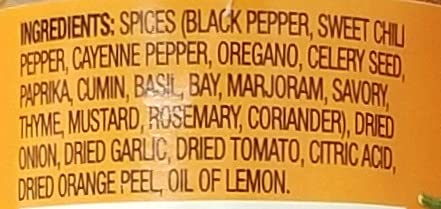 INGREDIENTS: SPICES (BLACK PEPPER, SWEET CHILI
PEPPER, CAYENNE PEPPER, OREGANO, CELERY SEED,
PAPRIKA, CUMIN, BASIL, BAY, MARJORAM, SAVORY,
THYME, MUSTARD, ROSEMARY, CORIANDER), DRIED
ONION, DRIED GARLIC, DRIED TOMATO, CITRIC ACID,
DRIED ORANGE PEEL, OIL OF LEMON.